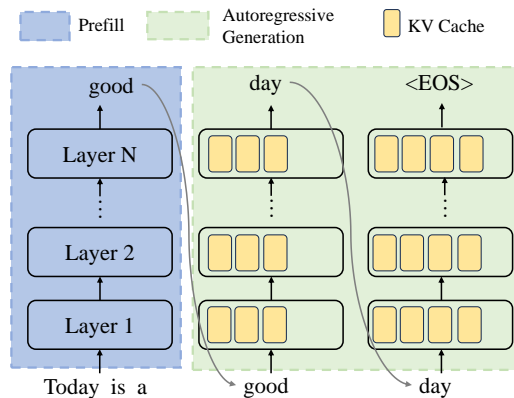 Prefill
Autoregressive
Generation
KV Cache
good
day
<EOS>
Layer N
Layer 2
Layer 1
Today is a
good
day